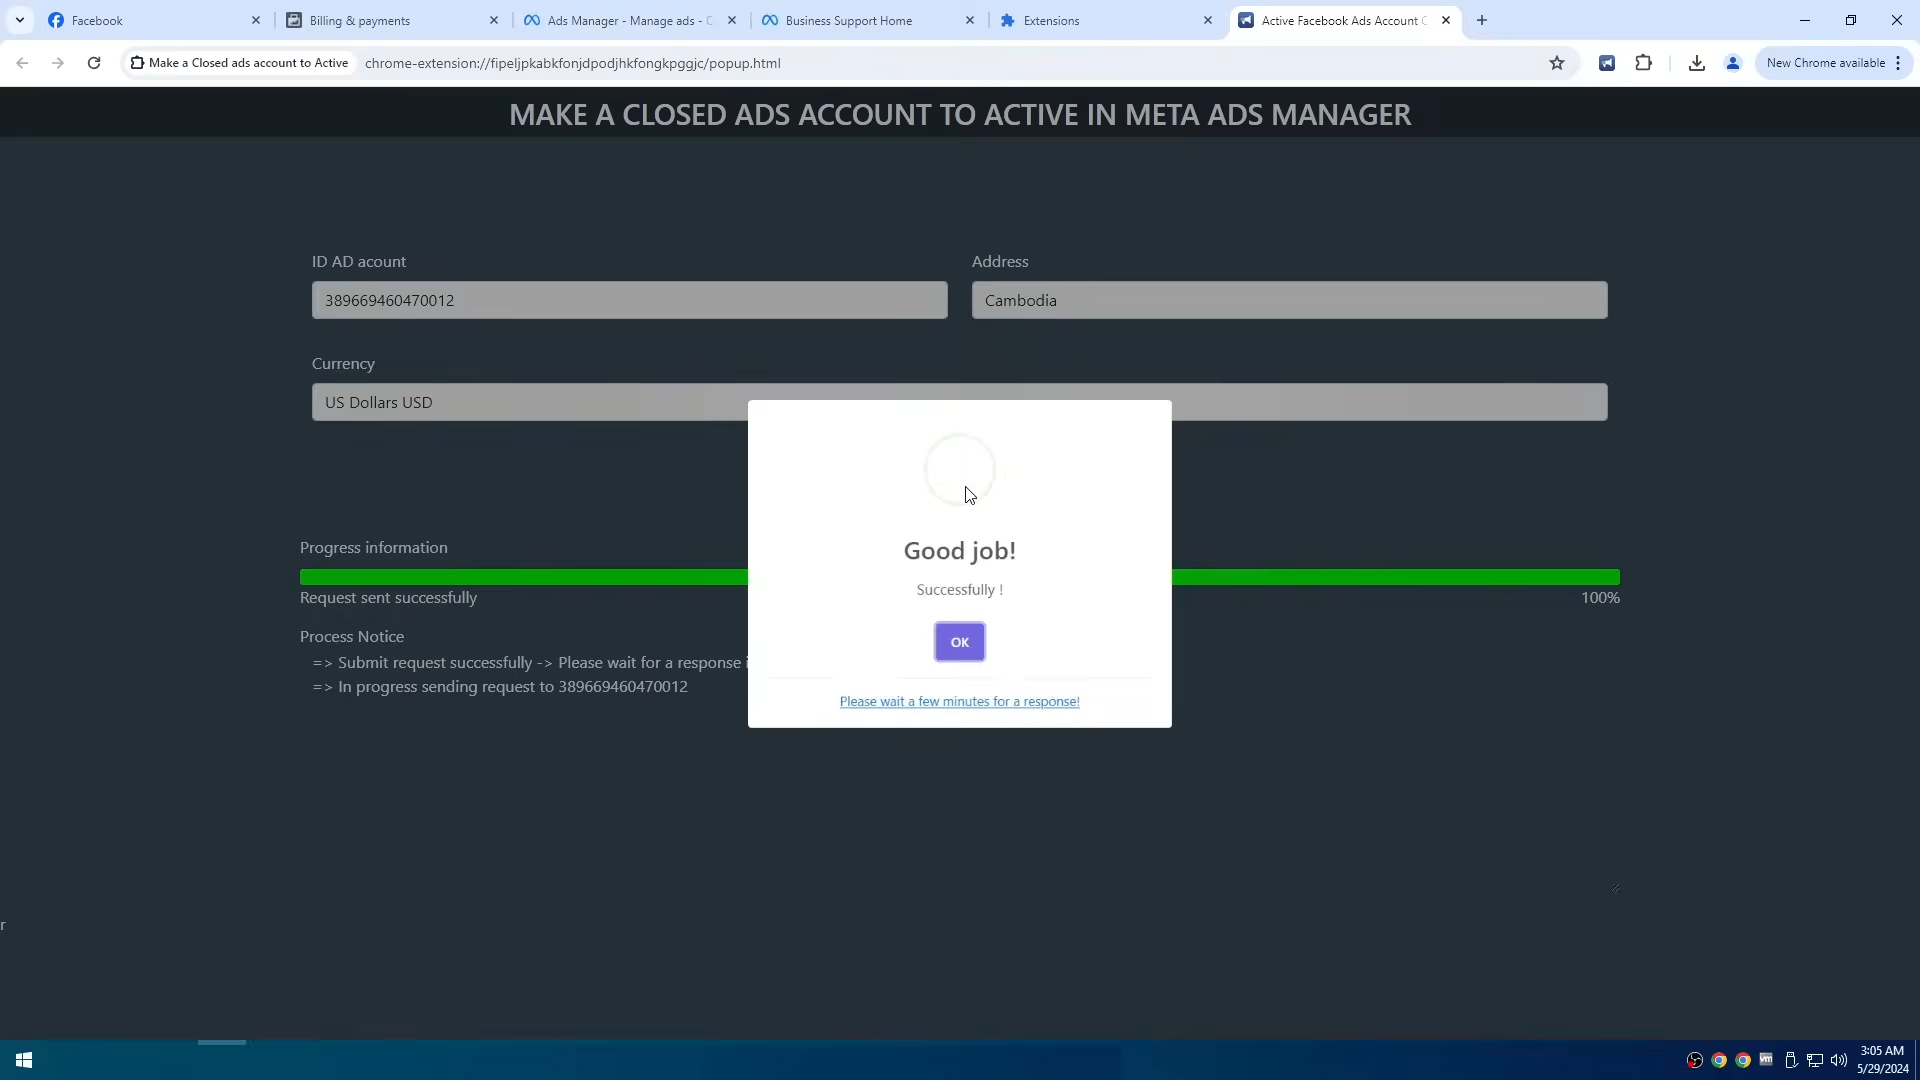 Facebook
Billing & payments
Ads Manager - Manage ads - C
Business Support Home
Extensions
Active Facebook Ads Account C
Make a Closed ads account to Active
chrome-extension://fipeljpkabkfonjdpodjhkfongkpggjc/popup.html
New Chrome available
MAKE A CLOSED ADS ACCOUNT TO ACTIVE IN META ADS MANAGER
ID AD acount
Address
389669460470012
Cambodia
Currency
US Dollars USD
Good job!
Successfully !
OK
Please wait a few minutes for a response!
Progress information
Request sent successfully
100%
Process Notice
=> Submit request successfully -> Please wait for a response i
=> In progress sending request to 389669460470012
r
3:05 AM
5/29/2024